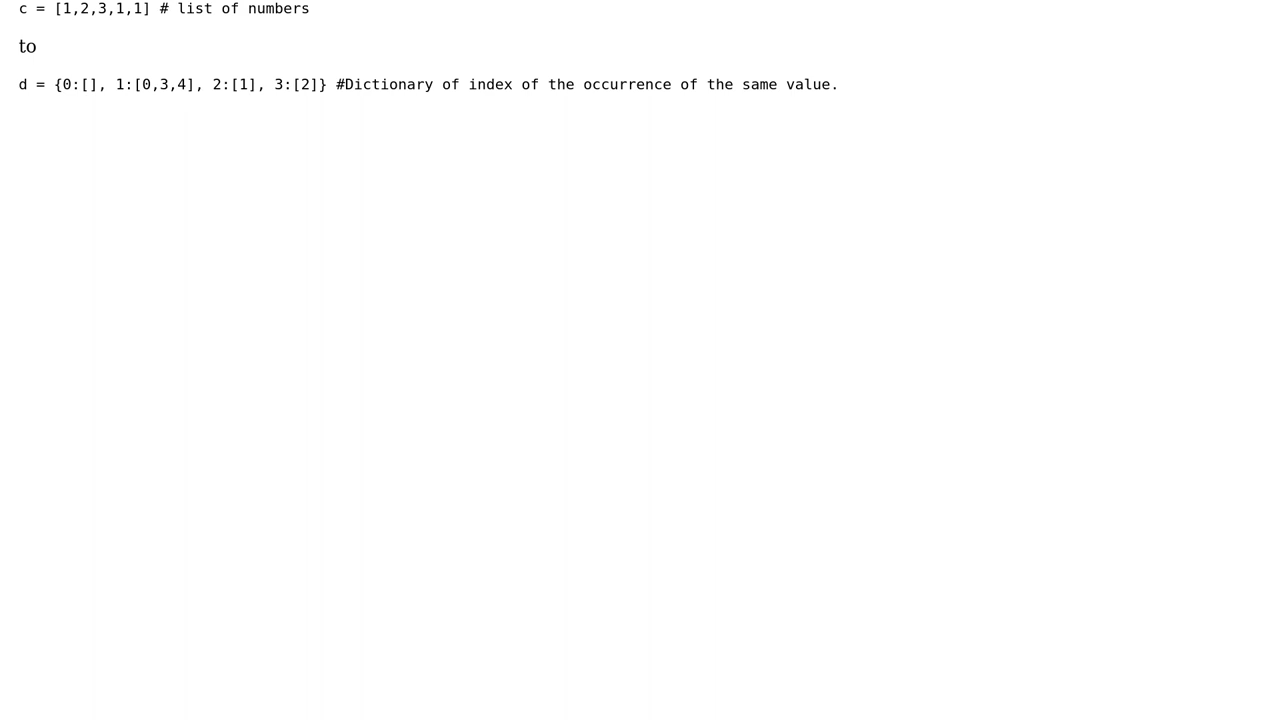 c = [1,2,3,1,1] # list of numbers
to
d = {0:[], 1:[0,3,4], 2:[1], 3:[2]} #Dictionary of index of the occurrence of the same value.